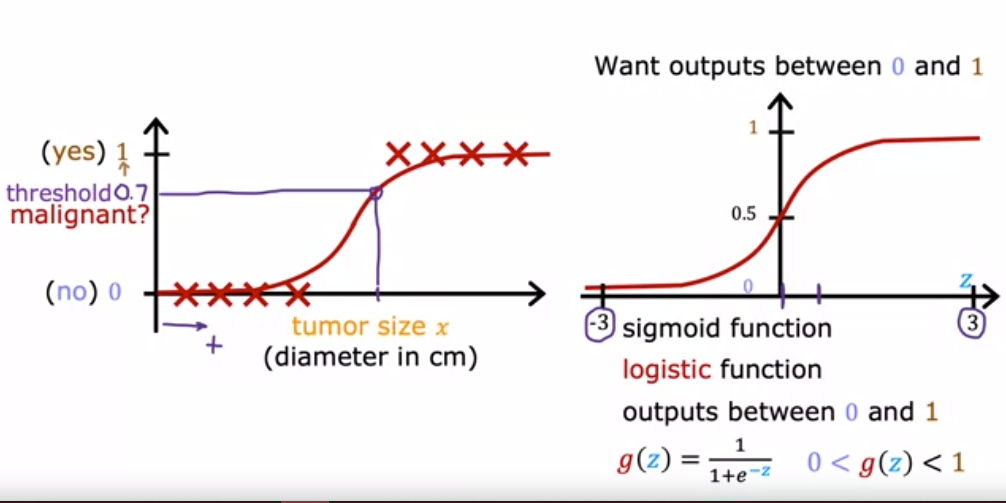 (yes) 1
threshold 0.7
malignant?
(no) 0
+
tumor size x
(diameter in cm)
Want outputs between 0 and 1
1
0.5
0
z
-3
3
sigmoid function
logistic function
outputs between 0 and 1
g(z) = 1/(1+e^-z) 0 < g(z) < 1